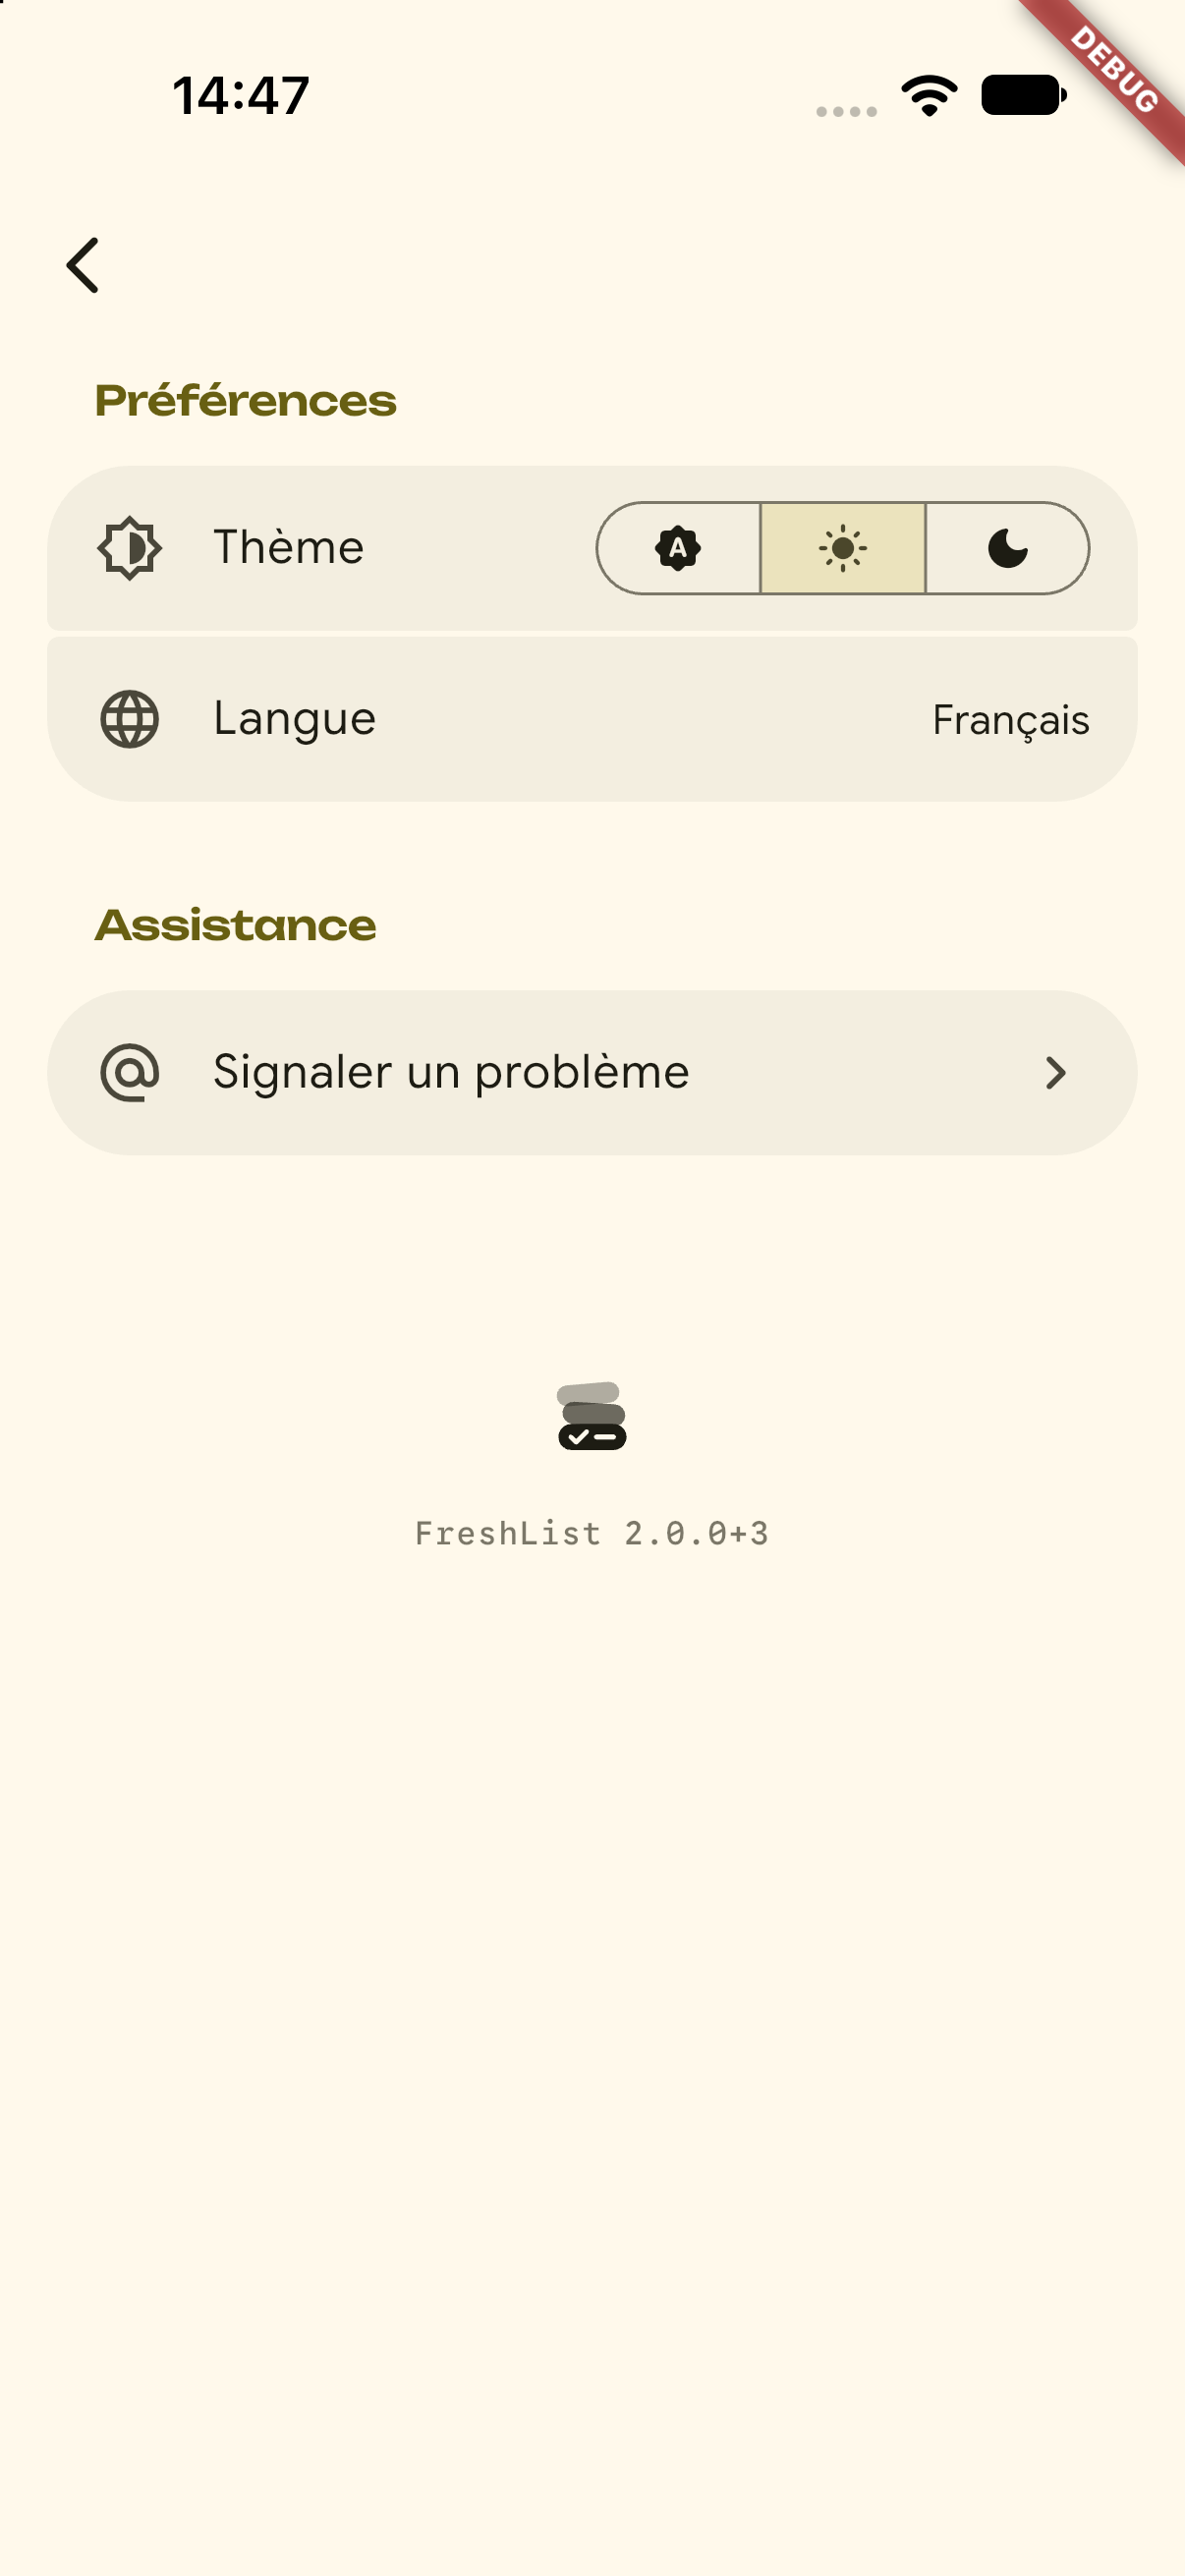 14:47
DEBUG
Préférences
Thème
A
Langue
Français
Assistance
Signaler un problème
FreshList 2.0.0+3